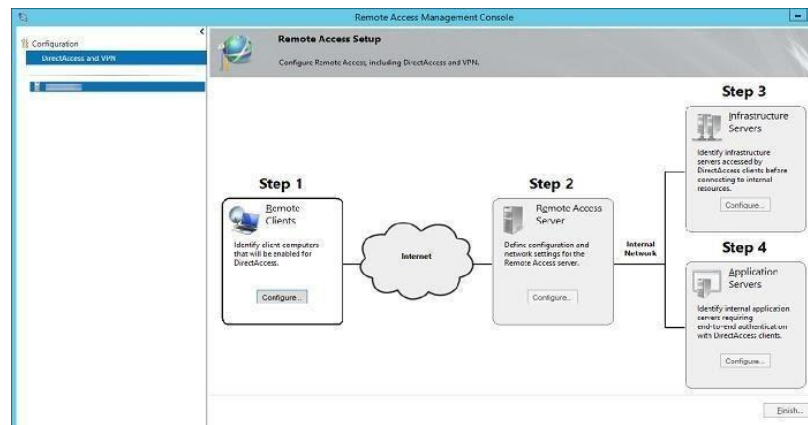 Remote Access Management Console
Configuration
DirectAccess and VPN
Remote Access Setup
Configure Remote Access, including DirectAccess and VPN.
Step 1
Remote
Clients
Identify client computers
that will be enabled for
DirectAccess.
Configure...
Internet
Step 2
Remote Access
Server
Define configuration and
network settings for the
Remote Access server.
Configure...
Internal
Network
Step 3
Infrastructure
Servers
Identify infrastructure
servers accessed by
DirectAccess clients before
connecting to internal
resources.
Configure...
Step 4
Application
Servers
Identify internal application
servers requiring
end-to-end authentication
with DirectAccess clients.
Configure...
Finish...